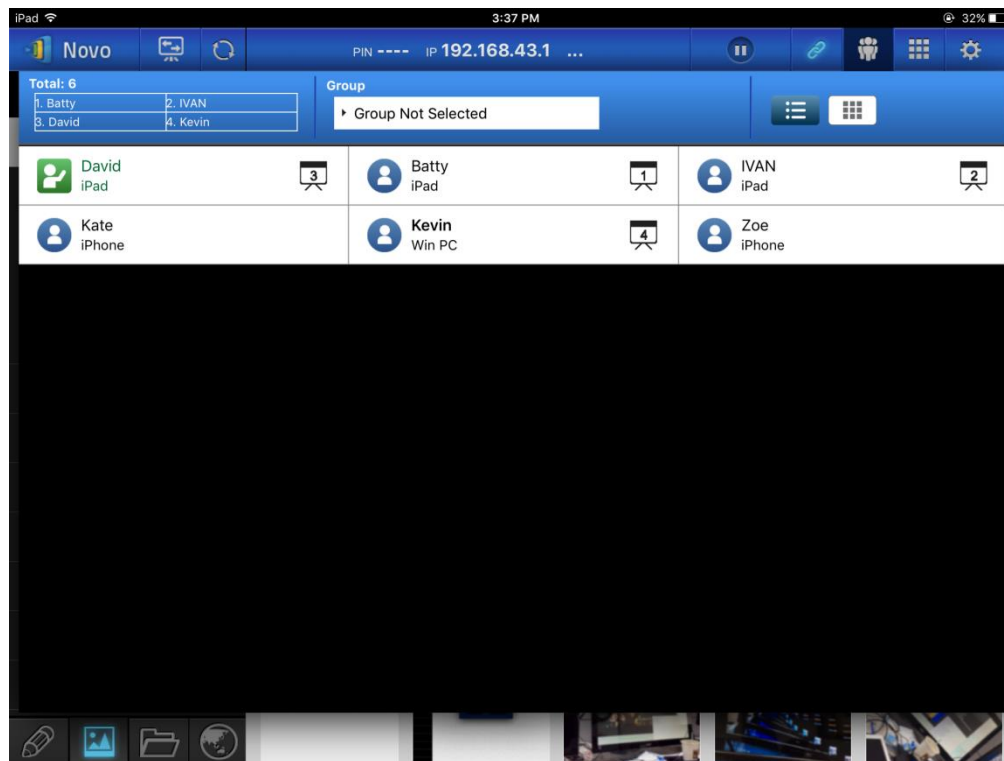 iPad 3:37 PM 32%
Novo PIN ---- IP 192.168.43.1 ...
Total: 6
1. Batty 2. IVAN
3. David 4. Kevin
Group
Group Not Selected
David
iPad
3
Batty
iPad
1
IVAN
iPad
2
Kate
iPhone
Kevin
Win PC
4
Zoe
iPhone